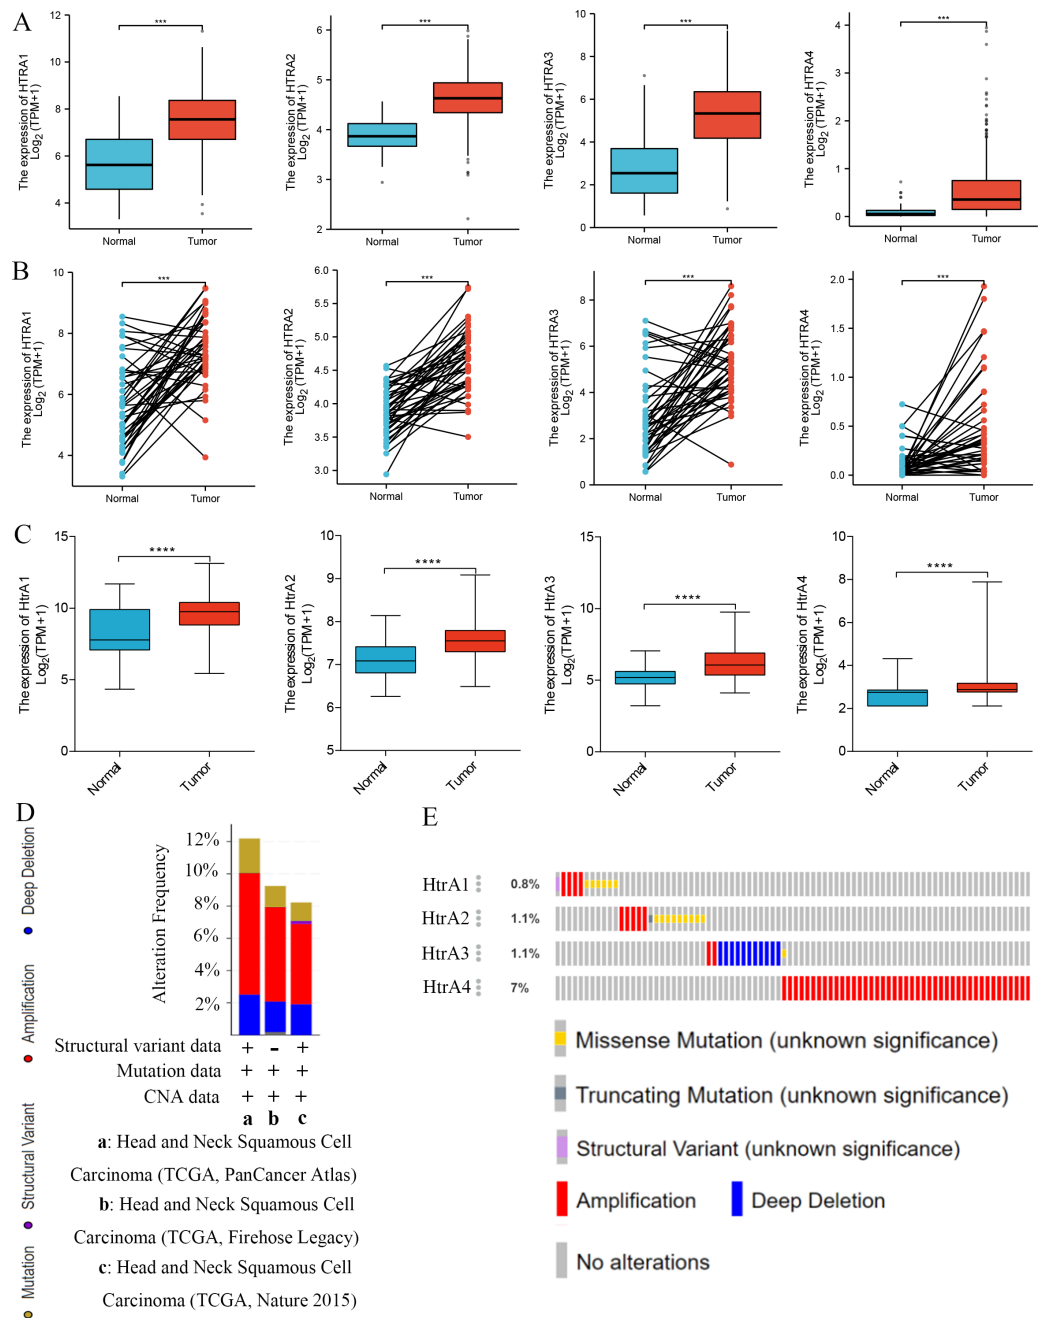 A
The expression of HTRA1
Log2 (TPM+1)
12
10
8
6
4
***
Normal
Tumor
The expression of HTRA2
Log2 (TPM+1)
6
5
4
3
2
***
Normal
Tumor
The expression of HTRA3
Log2 (TPM+1)
10
8
6
4
2
0
***
Normal
Tumor
The expression of HTRA4
Log2 (TPM+1)
4
3
2
1
0
***
Normal
Tumor
B
The expression of HTRA1
Log2 (TPM+1)
10
8
6
4
***
Normal
Tumor
The expression of HTRA2
Log2 (TPM+1)
6.0
5.5
5.0
4.5
4.0
3.5
3.0
***
Normal
Tumor
The expression of HTRA3
Log2 (TPM+1)
8
6
4
2
0
***
Normal
Tumor
The expression of HTRA4
Log2 (TPM+1)
2.0
1.5
1.0
0.5
0.0
***
Normal
Tumor
C
The expression of HtrA1
Log2(TPM+1)
15
10
5
0
****
Normal
Tumor
The expression of HtrA2
Log2(TPM+1)
10
9
8
7
6
5
****
Normal
Tumor
The expression of HtrA3
Log2(TPM+1)
15
10
5
0
****
Normal
Tumor
The expression of HtrA4
Log2(TPM+1)
10
8
6
4
2
0
****
Normal
Tumor
D
Deep Deletion
Amplification
Structural Variant
Mutation
Alteration Frequency
12%
10%
8%
6%
4%
2%
Structural variant data + - +
Mutation data + + +
CNA data + + +
a b c
a: Head and Neck Squamous Cell
Carcinoma (TCGA, PanCancer Atlas)
b: Head and Neck Squamous Cell
Carcinoma (TCGA, Firehose Legacy)
c: Head and Neck Squamous Cell
Carcinoma (TCGA, Nature 2015)
E
HtrA1 0.8%
HtrA2 1.1%
HtrA3 1.1%
HtrA4 7%
Missense Mutation (unknown significance)
Truncating Mutation (unknown significance)
Structural Variant (unknown significance)
Amplification
Deep Deletion
No alterations